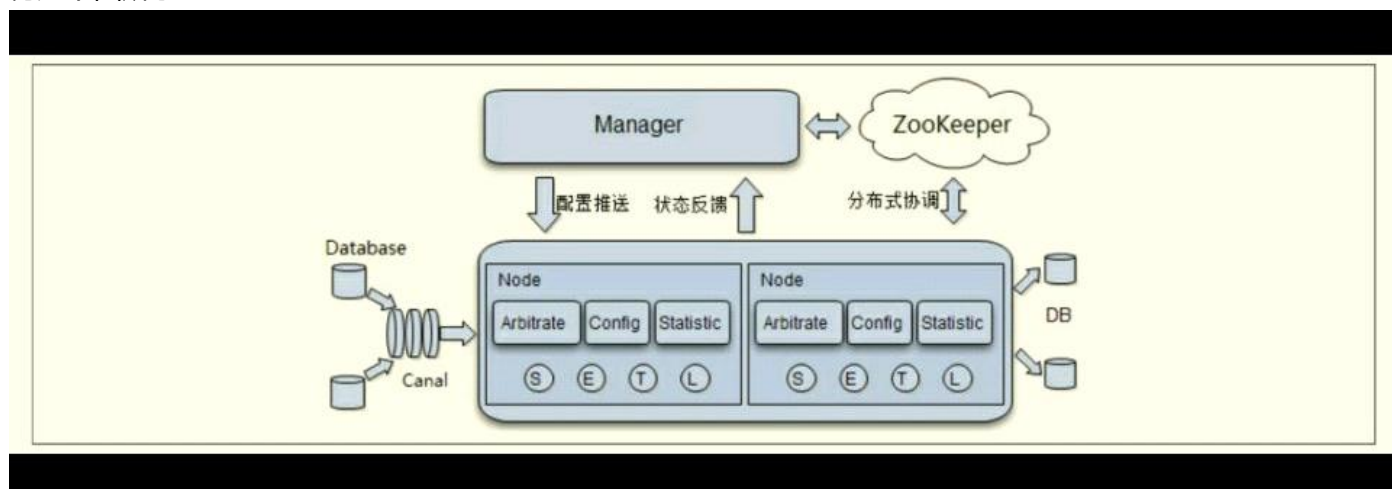 Manager
ZooKeeper
配置推送
状态反馈
分布式协调
Database
Canal
Node
Arbitrate
Config
Statistic
S
E
T
L
Node
Arbitrate
Config
Statistic
S
E
T
L
DB